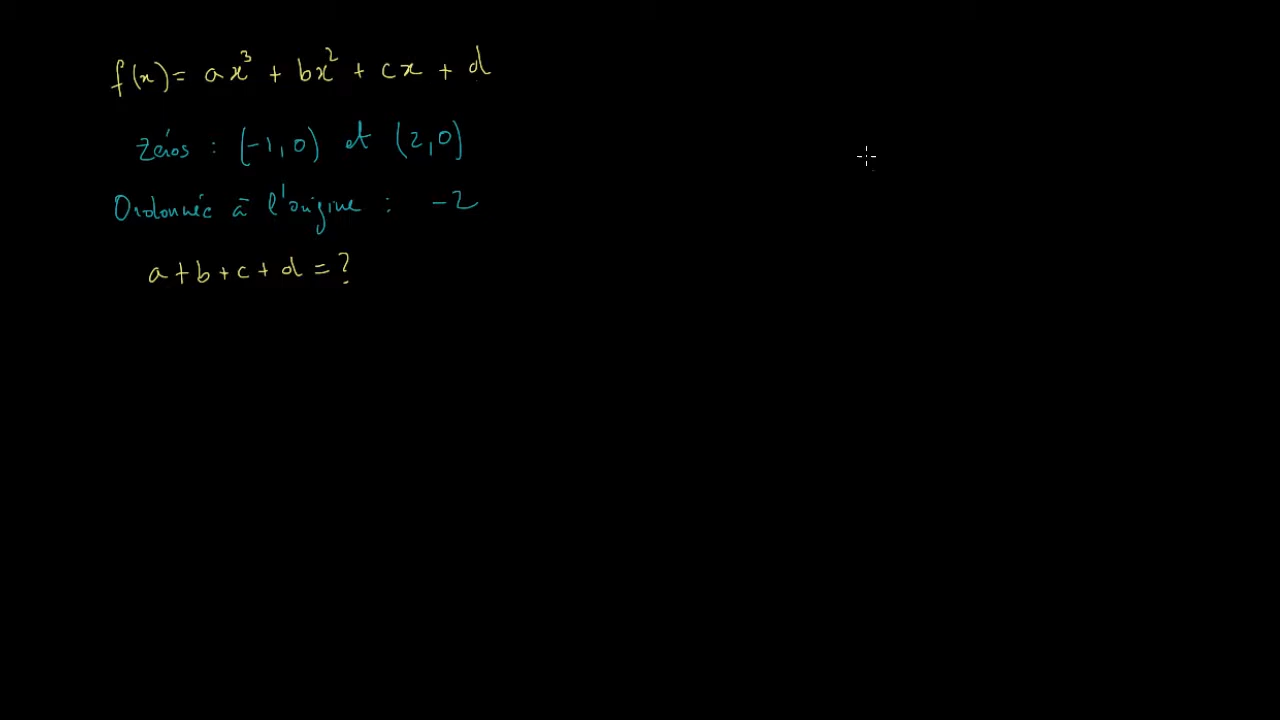 f(x) = ax³ + bx² + cx + d
Zéros : (-1,0) et (2,0)
Ordonnée à l'origine : -2
a+b+c+d = ?